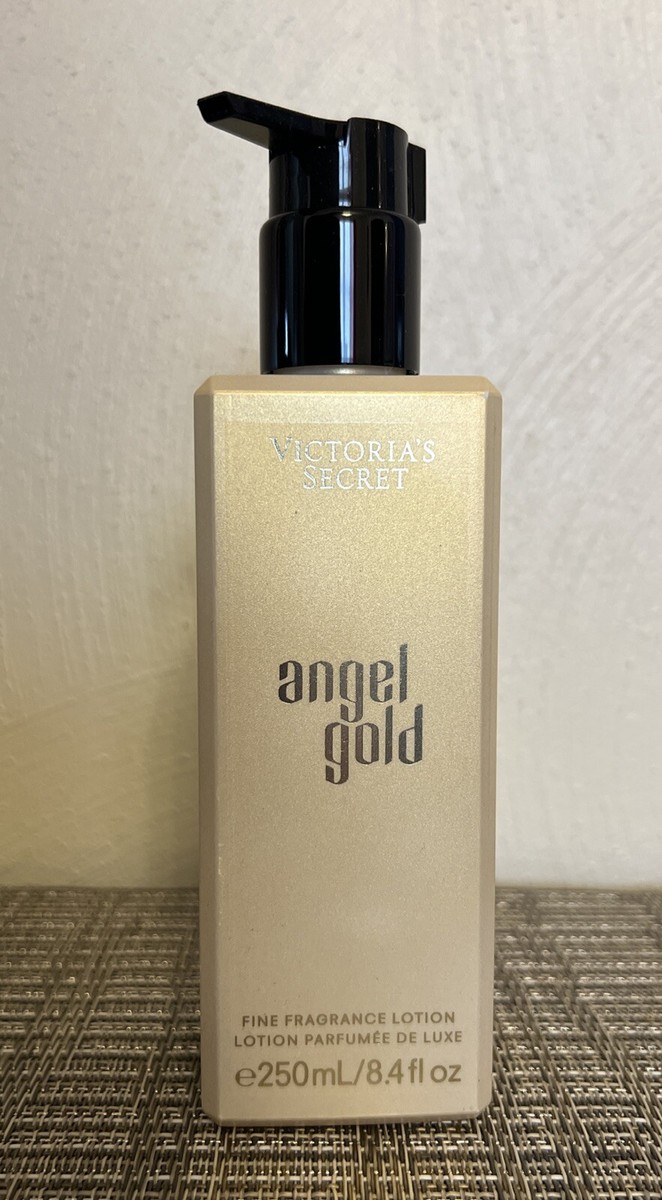 VICTORIA'S
SECRET
angel
gold
FINE FRAGRANCE LOTION
LOTION PARFUMÉE DE LUXE
℮250mL/8.4 fl oz